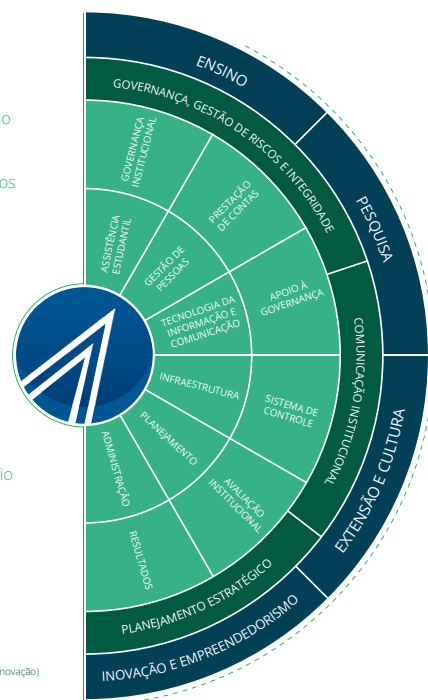 ENSINO
PESQUISA
EXTENSÃO E CULTURA
INOVAÇÃO E EMPREENDEDORISMO
GOVERNANÇA, GESTÃO DE RISCOS E INTEGRIDADE
COMUNICAÇÃO INSTITUCIONAL
PLANEJAMENTO ESTRATÉGICO
GOVERNANÇA
INSTITUCIONAL
PRESTAÇÃO
DE CONTAS
APOIO À
GOVERNANÇA
SISTEMA DE
CONTROLE
AVALIAÇÃO
INSTITUCIONAL
RESULTADOS
ASSISTÊNCIA
ESTUDANTIL
GESTÃO DE
PESSOAS
TECNOLOGIA DA
INFORMAÇÃO E
COMUNICAÇÃO
INFRAESTRUTURA
PLANEJAMENTO
ADMINISTRAÇÃO
o
os
io
novação)